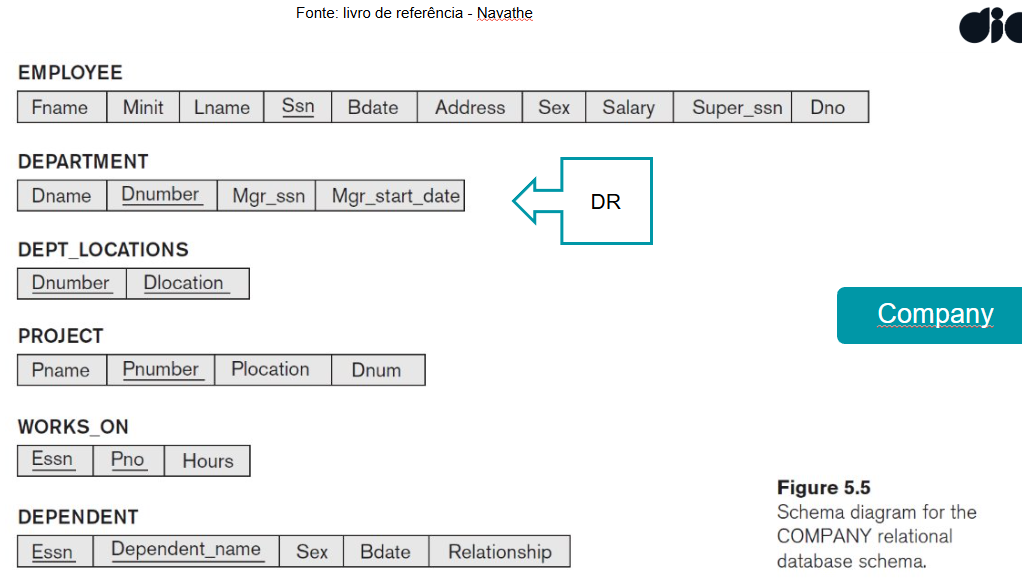 Fonte: livro de referência - Navathe
EMPLOYEE
Fname Minit Lname Ssn Bdate Address Sex Salary Super_ssn Dno
DEPARTMENT
Dname Dnumber Mgr_ssn Mgr_start_date
DR
DEPT_LOCATIONS
Dnumber Dlocation
Company
PROJECT
Pname Pnumber Plocation Dnum
WORKS_ON
Essn Pno Hours
DEPENDENT
Essn Dependent_name Sex Bdate Relationship
Figure 5.5
Schema diagram for the
COMPANY relational
database schema.